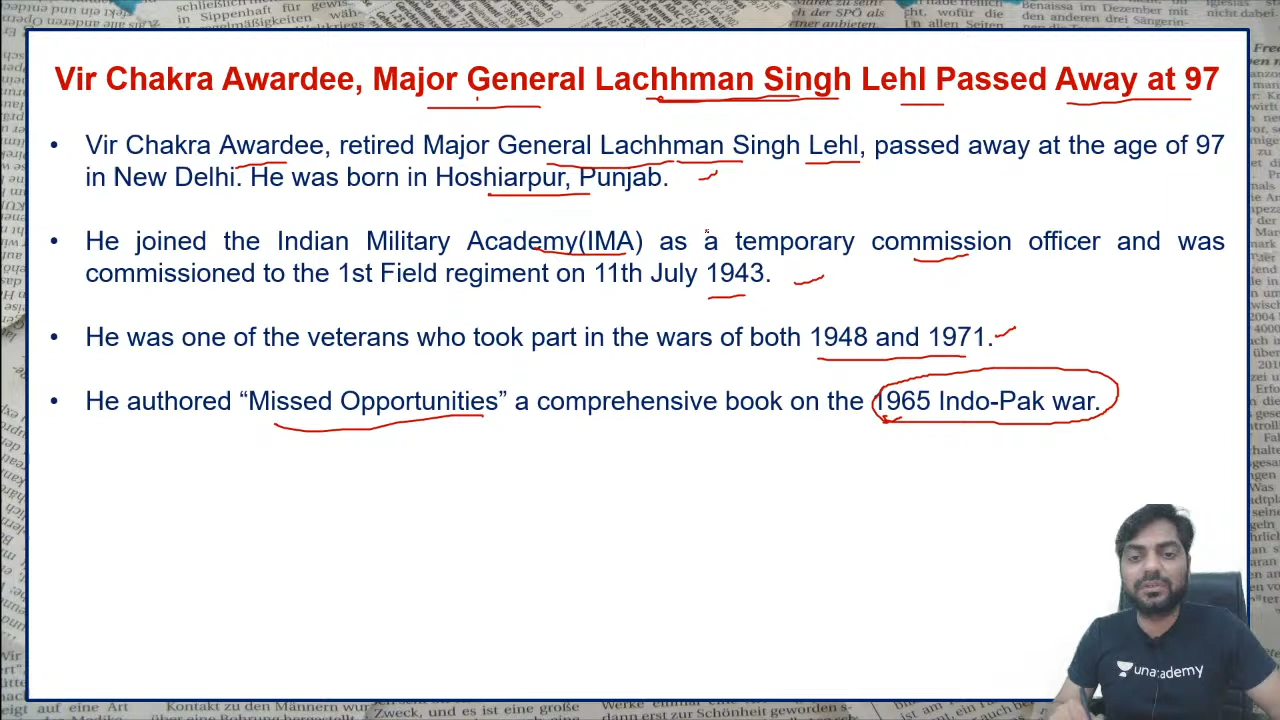 Vir Chakra Awardee, Major General Lachhman Singh Lehl Passed Away at 97
• Vir Chakra Awardee, retired Major General Lachhman Singh Lehl, passed away at the age of 97
in New Delhi. He was born in Hoshiarpur, Punjab.
• He joined the Indian Military Academy(IMA) as a temporary commission officer and was
commissioned to the 1st Field regiment on 11th July 1943.
• He was one of the veterans who took part in the wars of both 1948 and 1971.
• He authored “Missed Opportunities” a comprehensive book on the 1965 Indo-Pak war.
unacademy